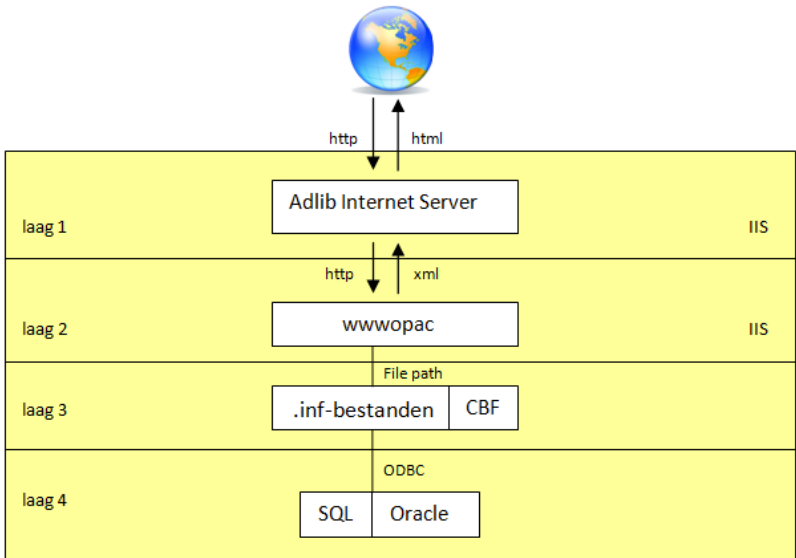 http html
Adlib Internet Server
laag 1 IIS
http xml
wwwopac
laag 2 IIS
File path
.inf-bestanden CBF
laag 3
ODBC
laag 4
SQL Oracle